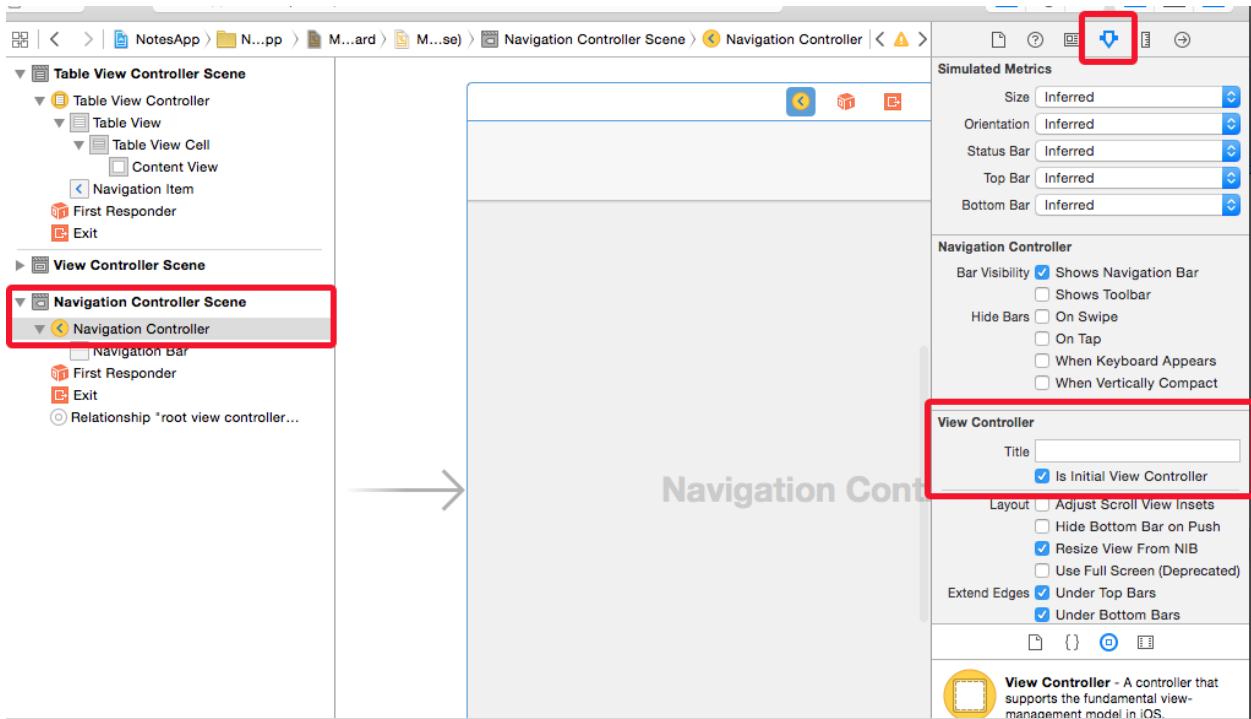 NotesApp N...pp M...ard M...se) Navigation Controller Scene Navigation Controller
Table View Controller Scene
Table View Controller
Table View
Table View Cell
Content View
Navigation Item
First Responder
Exit
View Controller Scene
Navigation Controller Scene
Navigation Controller
Navigation Bar
First Responder
Exit
Relationship "root view controller...
Navigation Cont
Simulated Metrics
Size Inferred
Orientation Inferred
Status Bar Inferred
Top Bar Inferred
Bottom Bar Inferred
Navigation Controller
Bar Visibility Shows Navigation Bar
Shows Toolbar
Hide Bars On Swipe
On Tap
When Keyboard Appears
When Vertically Compact
View Controller
Title
Is Initial View Controller
Layout Adjust Scroll View Insets
Hide Bottom Bar on Push
Resize View From NIB
Use Full Screen (Deprecated)
Extend Edges Under Top Bars
Under Bottom Bars
{}
View Controller - A controller that
supports the fundamental view-
management model in iOS.